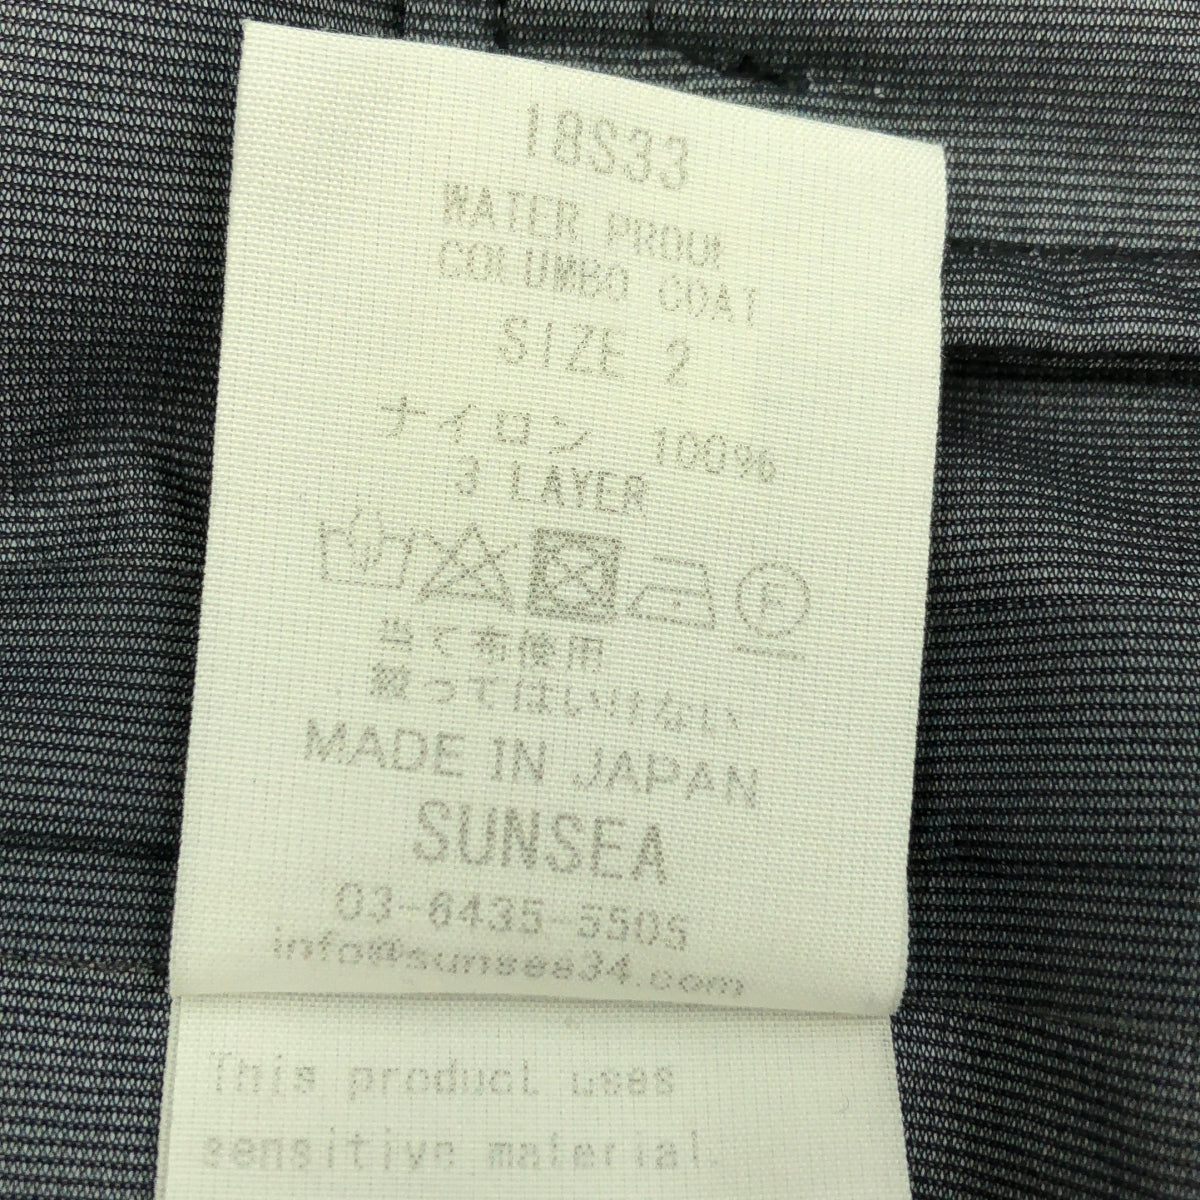 18S33
WATER PROOF
COLUMBO COAT
SIZE 2
ナイロン 100%
3 LAYER
F
当て布使用
絞ってはいけない
MADE IN JAPAN
SUNSEA
03-6435-5505
info@sunsea34.com
This product uses
sensitive material.